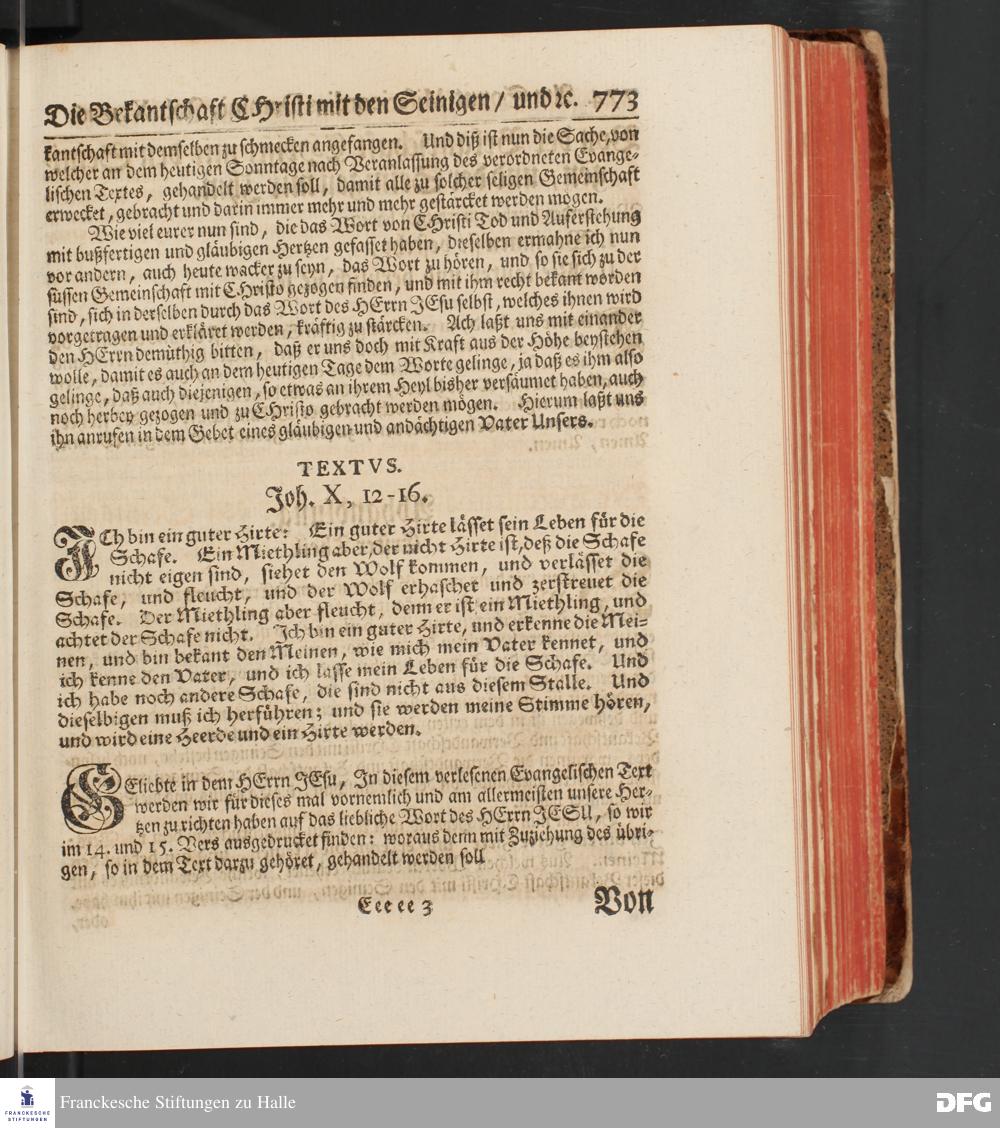 Die Bekantschaft CHristi mit den Seinigen / und ꝛc. 773
kantschaft mit demselben zu schmecken angefangen. Und diß ist nun die Sache, von
welcher an dem heutigen Sonntage nach Veranlassung des verordneten Evange-
lischen Textes, gehandelt werden soll, damit alle zu solcher seligen Gemeinschaft
erwecket, gebracht und darin immer mehr und mehr gestärcket werden mögen.
Wie viel eurer nun sind, die das Wort von CHristi Tod und Auferstehung
mit bußfertigen und gläubigen Hertzen gefasset haben, dieselben ermahne ich nun
vor andern, auch heute wacker zu seyn, das Wort zu hören, und so sie sich zu der
süssen Gemeinschaft mit CHristo gezogen finden, und mit ihm recht bekant worden
sind, sich in derselben durch das Wort des HErrn JEsu selbst, welches ihnen wird
vorgetragen und erkläret werden, kräftig zu stärcken. Ach laßt uns mit einander
den HErrn demüthig bitten, daß er uns doch mit Kraft aus der Höhe beystehen
wolle, damit es auch an dem heutigen Tage dem Worte gelinge, ja daß es ihm also
gelinge, daß auch diejenigen, so etwas an ihrem Heyl bisher versäumet haben, auch
noch herbey gezogen und zu CHristo gebracht werden mögen. Hierum laßt uns
ihn anrufen in dem Gebet eines gläubigen und andächtigen Vater Unsers.
TEXTVS.
Joh. X, 12-16.
JCh bin ein guter Hirte: Ein guter Hirte lässet sein Leben für die
Schafe. Ein Miethling aber, der nicht Hirte ist, deß die Schafe
nicht eigen sind, siehet den Wolf kommen, und verlässet die
Schafe, und fleucht, und der Wolf erhaschet und zerstreuet die
Schafe. Der Miethling aber fleucht, denn er ist ein Miethling, und
achtet der Schafe nicht. Ich bin ein guter Hirte, und erkenne die Mei-
nen, und bin bekant den Meinen, wie mich mein Vater kennet, und
ich kenne den Vater, und ich lasse mein Leben für die Schafe. Und
ich habe noch andere Schafe, die sind nicht aus diesem Stalle. Und
dieselbigen muß ich herführen; und sie werden meine Stimme hören,
und wird eine Heerde und ein Hirte werden.
GEliebte in dem HErrn JEsu, In diesem verlesenen Evangelischen Text
werden wir für dieses mal vornemlich und am allermeisten unsere Her-
tzen zu richten haben auf das liebliche Wort des HErrn JESU, so wir
im 14. und 15. Vers ausgedrucket finden: woraus denn mit Zuziehung des übri-
gen, so in dem Text darzu gehöret, gehandelt werden soll
Eee ee 3 Von
FRANCKESCHE
STIFTUNGEN
Franckesche Stiftungen zu Halle
DFG